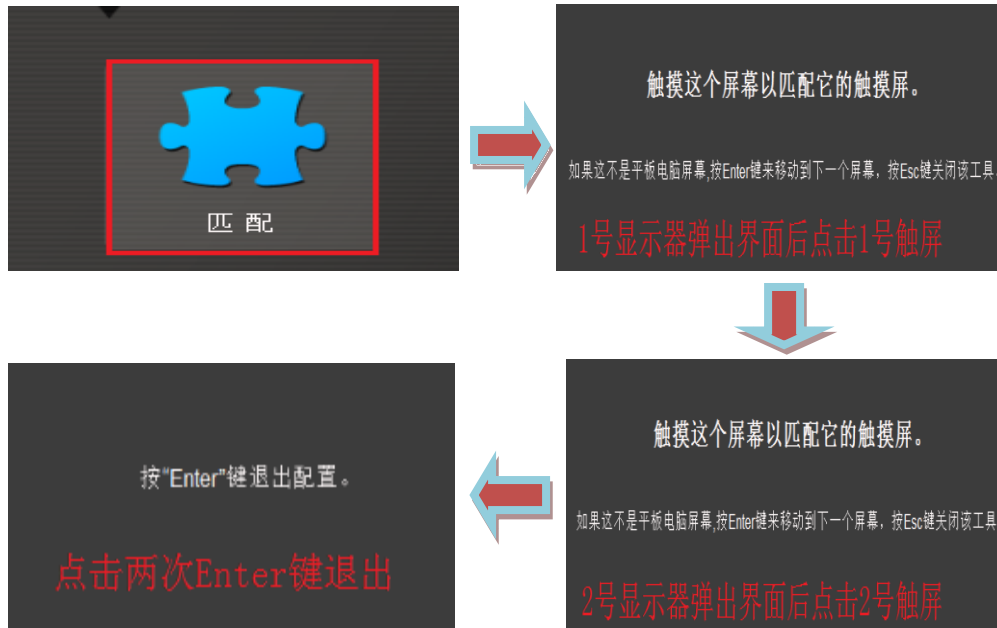 匹 配
触摸这个屏幕以匹配它的触摸屏。
如果这不是平板电脑屏幕,按Enter键来移动到下一个屏幕，按Esc键关闭该工具
1号显示器弹出界面后点击1号触屏
触摸这个屏幕以匹配它的触摸屏。
如果这不是平板电脑屏幕,按Enter键来移动到下一个屏幕，按Esc键关闭该工具
2号显示器弹出界面后点击2号触屏
按“Enter”键退出配置。
点击两次Enter键退出